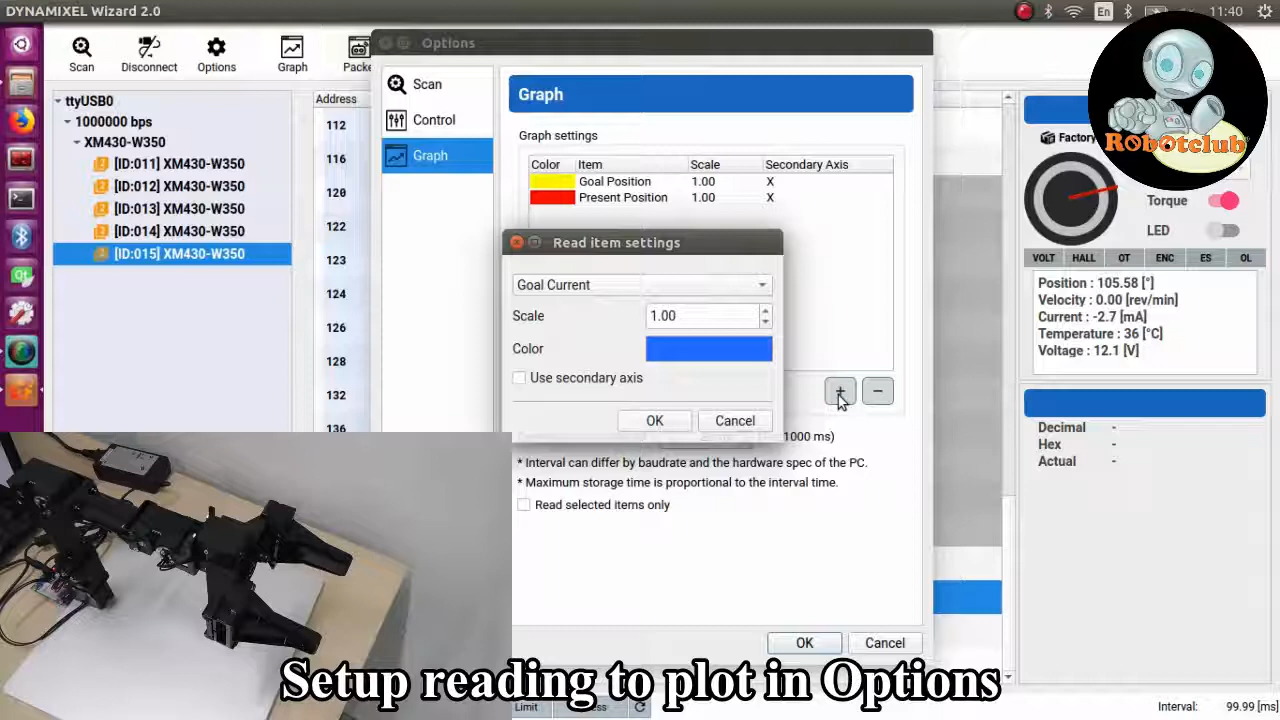 DYNAMIXEL Wizard 2.0
En
11:40
Scan
Disconnect
Options
Graph
Packe
ttyUSB0
1000000 bps
XM430-W350
[ID:011] XM430-W350
[ID:012] XM430-W350
[ID:013] XM430-W350
[ID:014] XM430-W350
[ID:015] XM430-W350
Address
112
116
120
122
123
124
126
128
132
136
Options
Scan
Control
Graph
Graph
Graph settings
Color Item Scale Secondary Axis
Goal Position 1.00 X
Present Position 1.00 X
Read item settings
Goal Current
Scale 1.00
Color
Use secondary axis
OK Cancel
+ −
1000 ms)
* Interval can differ by baudrate and the hardware spec of the PC.
* Maximum storage time is proportional to the interval time.
Read selected items only
OK Cancel
Robotclub
Factory
Torque
LED
VOLT HALL OT ENC ES OL
Position : 105.58 [°]
Velocity : 0.00 [rev/min]
Current : -2.7 [mA]
Temperature : 36 [°C]
Voltage : 12.1 [V]
Decimal -
Hex -
Actual -
Setup reading to plot in Options
Limit
Interval: 99.99 [ms]